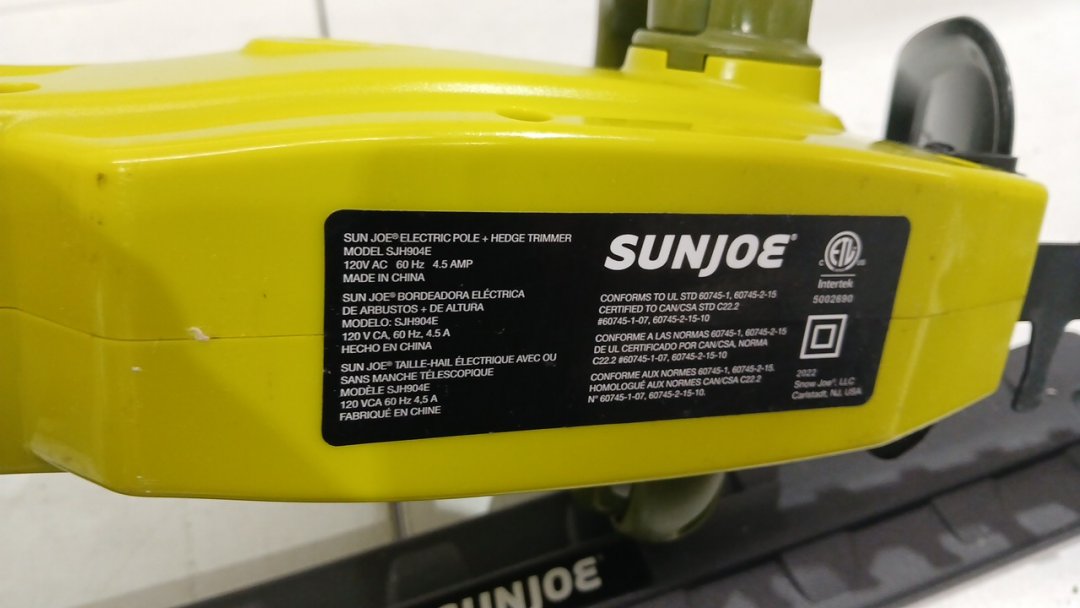 SUN JOE® ELECTRIC POLE + HEDGE TRIMMER
MODEL SJH904E
120V AC 60 Hz 4.5 AMP
MADE IN CHINA
SUN JOE® BORDEADORA ELÉCTRICA
DE ARBUSTOS + DE ALTURA
MODELO: SJH904E
120 V CA, 60 Hz, 4.5 A
HECHO EN CHINA
SUN JOE® TAILLE-HAIL ÉLECTRIQUE AVEC OU
SANS MANCHE TÉLESCOPIQUE
MODÈLE SJH904E
120 VCA 60 Hz 4,5 A
FABRIQUÉ EN CHINE
SUNJOE®
CONFORMS TO UL STD 60745-1, 60745-2-15
CERTIFIED TO CAN/CSA STD C22.2
#60745-1-07, 60745-2-15-10
CONFORME A LAS NORMAS 60745-1, 60745-2-15
DE UL CERTIFICADO POR CAN/CSA, NORMA
C22.2 #60745-1-07, 60745-2-15-10
CONFORME AUX NORMES 60745-1, 60745-2-15.
HOMOLOGUÉ AUX NORMES CAN/CSA C22.2
N° 60745-1-07, 60745-2-15-10.
ETL
C US
Intertek
5002690
2022
Snow Joe®, LLC
Carlstadt, NJ, USA
SUNJOE